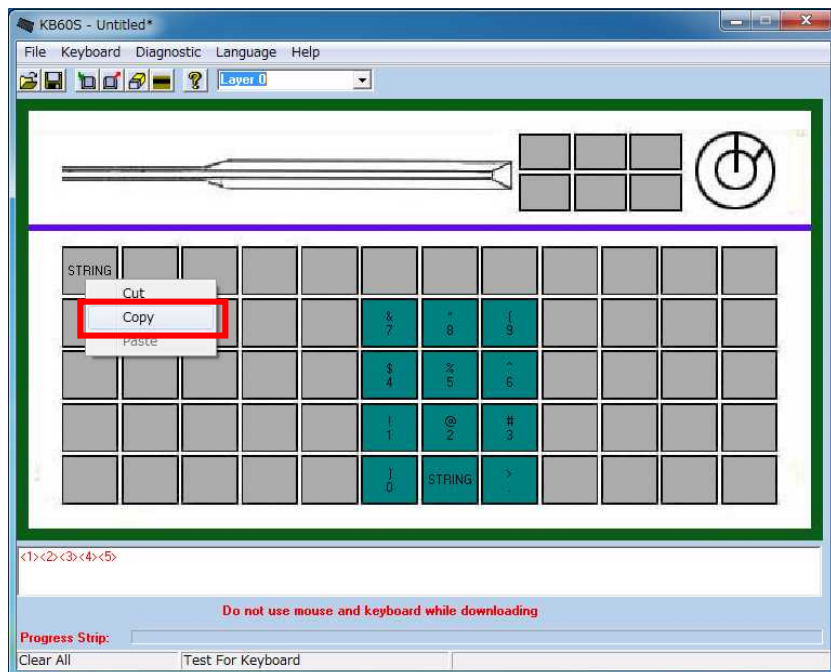 KB60S - Untitled*
File Keyboard Diagnostic Language Help
Layer 0
STRING
Cut
Copy
Paste
& * (
7 8 9
$ % ^
4 5 6
! @ #
1 2 3
) STRING >
0 .
<1><2><3><4><5>
Do not use mouse and keyboard while downloading
Progress Strip:
Clear All Test For Keyboard